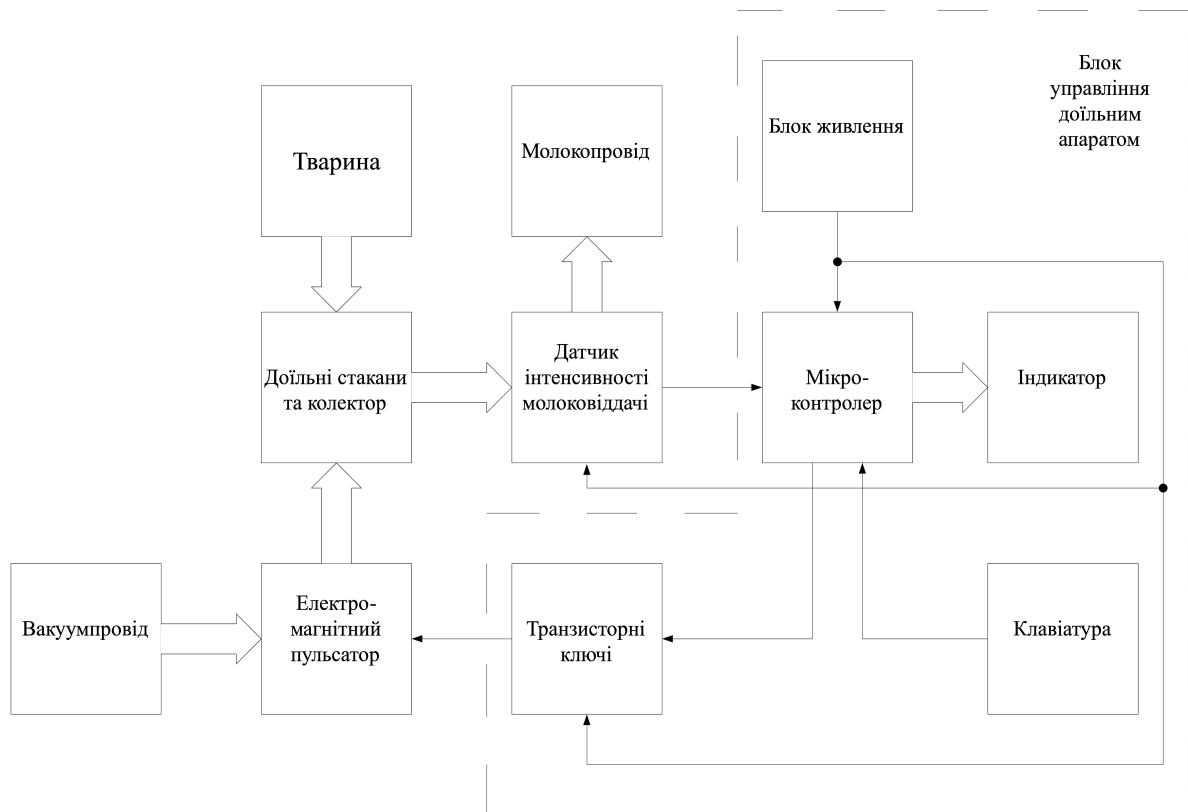 Блок
управління
доїльним
апаратом
Тварина
Молокопровід
Блок живлення
Доїльні стакани
та колектор
Датчик
інтенсивності
молоковіддачі
Мікро-
контролер
Індикатор
Вакуумпровід
Електро-
магнітний
пульсатор
Транзисторні
ключі
Клавіатура